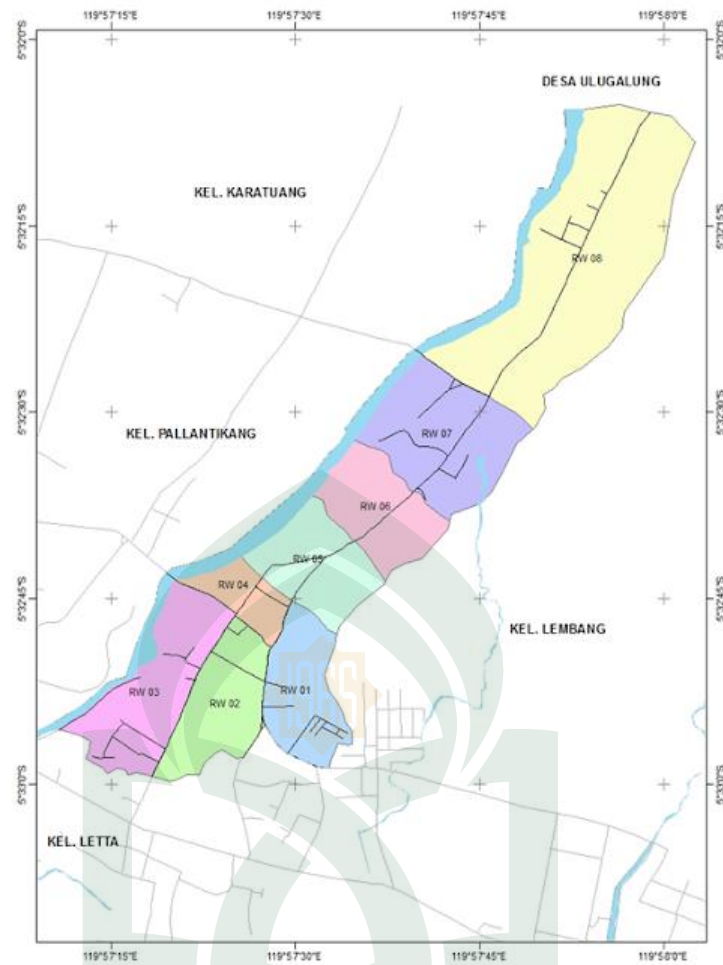 119°57'15"E 119°57'30"E 119°57'45"E 119°58'0"E
5°32'0"S 5°32'0"S
DESA ULUGALUNG
KEL. KARATUANG
5°32'15"S 5°32'15"S
RW 08
5°32'30"S 5°32'30"S
KEL. PALLANTIKANG
RW 07
RW 06
RW 05
RW 04
5°32'45"S 5°32'45"S
KEL. LEMBANG
RW 03
RW 02
RW 01
5°33'0"S 5°33'0"S
KEL. LETTA
119°57'15"E 119°57'30"E 119°57'45"E 119°58'0"E